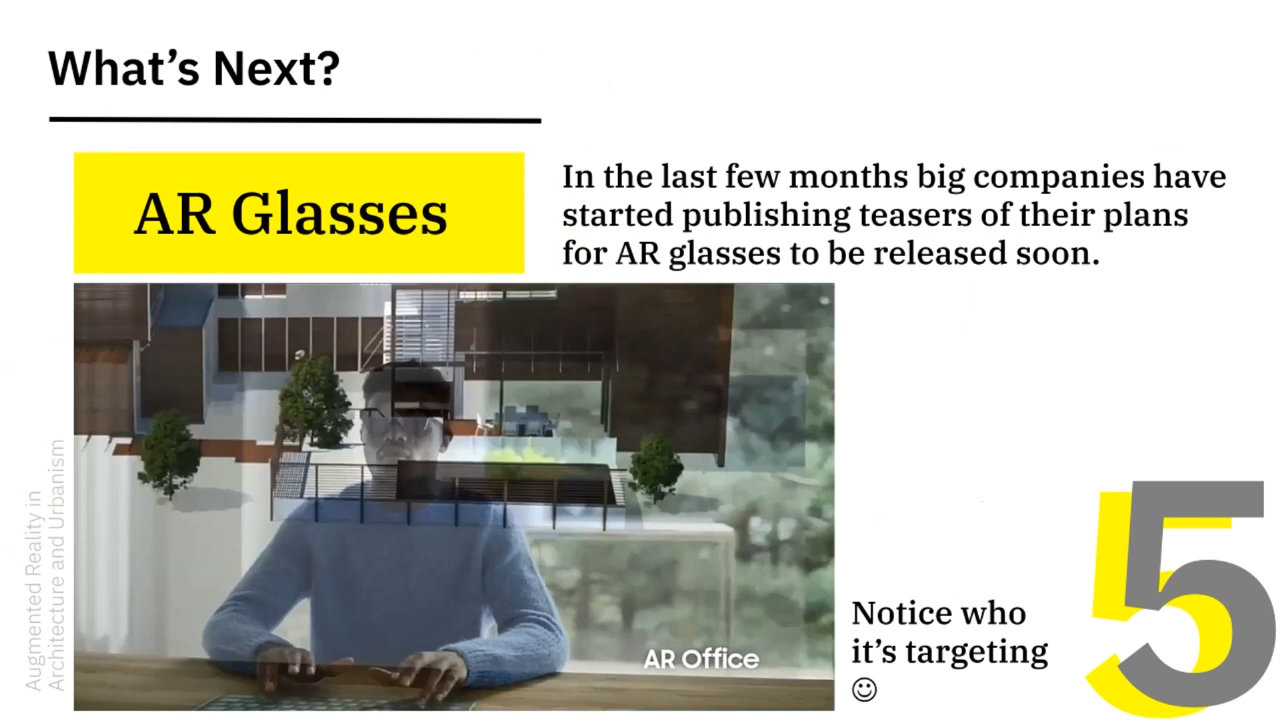 What’s Next?
AR Glasses
In the last few months big companies have
started publishing teasers of their plans
for AR glasses to be released soon.
AR Office
Notice who
it’s targeting
☺
5
Augmented Reality in
Architecture and Urbanism